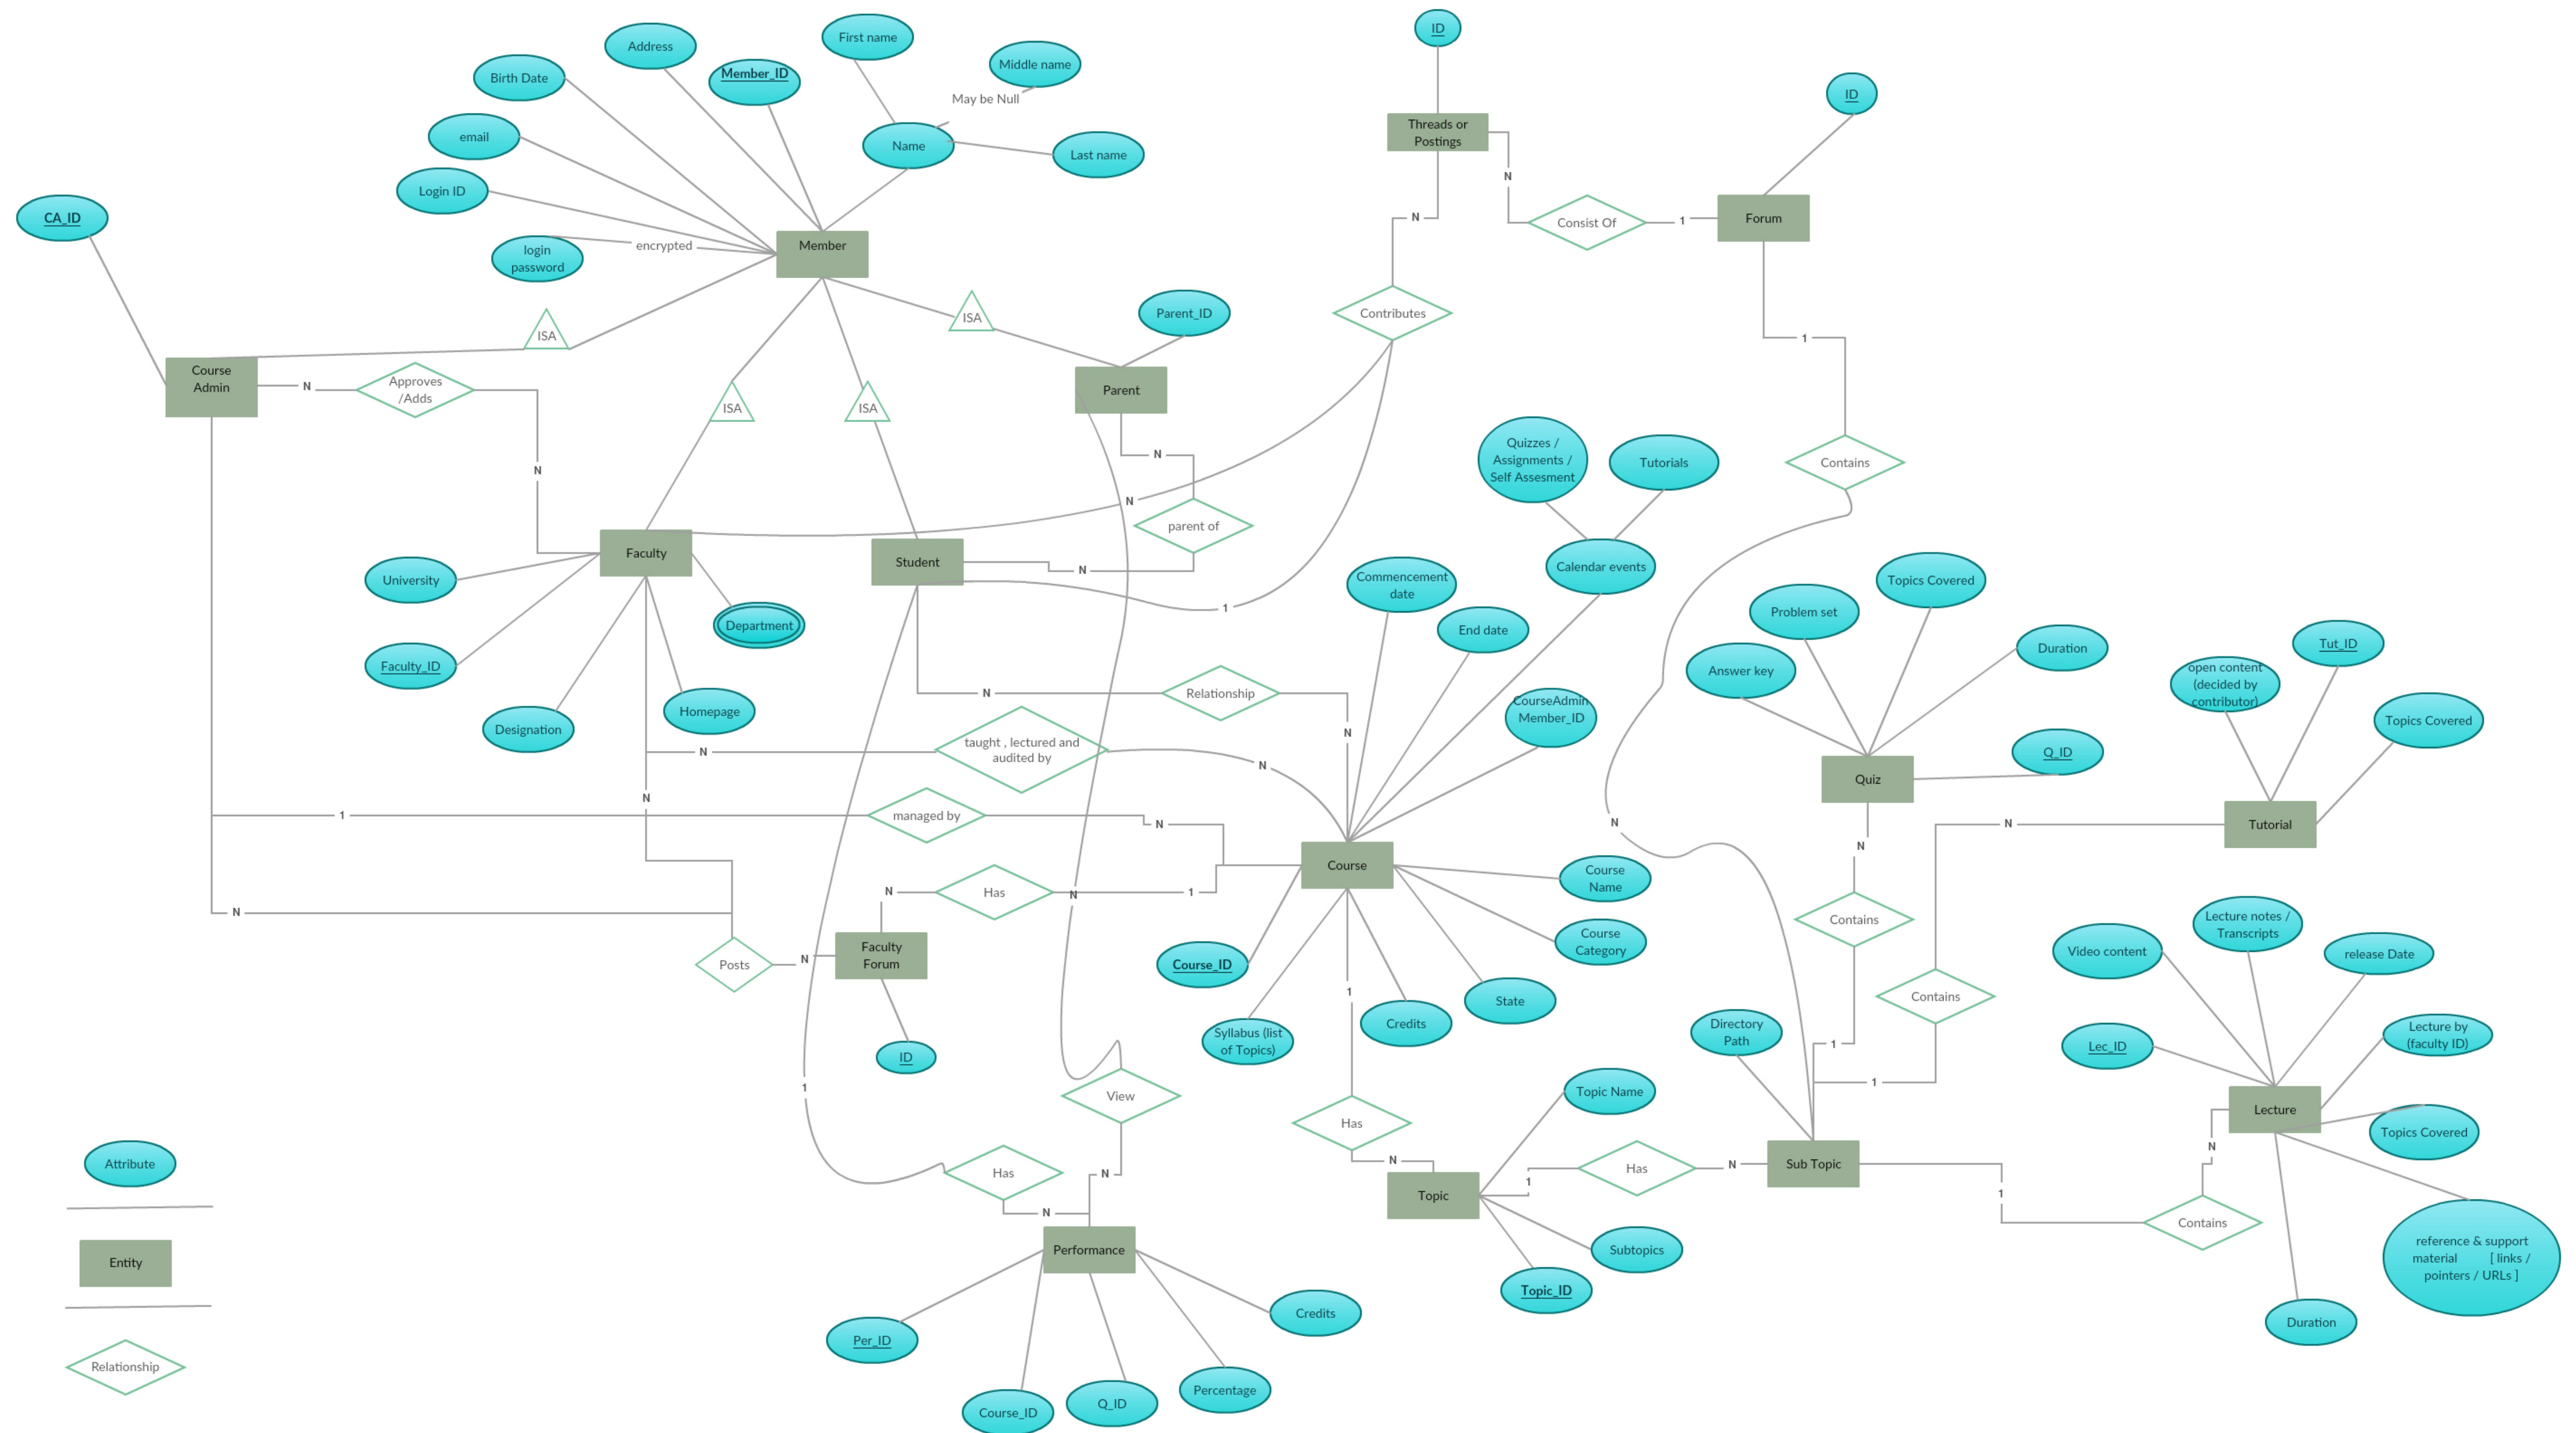 ID
First name
Address
Middle name
Member_ID
Birth Date
May be Null
ID
Threads or
Postings
email
Name
Last name
N
Login ID
CA_ID
N
Consist Of
1
Forum
encrypted
Member
login
password
Parent_ID
Contributes
ISA
ISA
1
Course
Admin
N
Approves
/Adds
Parent
ISA
ISA
Quizzes /
Assignments /
Self Assesment
Tutorials
Contains
N
N
N
parent of
Faculty
Student
N
Calendar events
University
Commencement
date
Topics Covered
1
Problem set
Department
End date
Tut_ID
Duration
Faculty_ID
Answer key
open content
(decided by
contributor)
N
Relationship
CourseAdmin
Member_ID
Homepage
Topics Covered
Designation
N
N
taught , lectured and
audited by
N
Q_ID
Quiz
N
1
managed by
N
N
N
Tutorial
N
Course
Course
Name
N
Has
N
1
N
Contains
Lecture notes /
Transcripts
Course
Category
Video content
release Date
Posts
N
Faculty
Forum
Course_ID
1
State
Contains
Syllabus (list
of Topics)
Credits
Directory
Path
1
Lec_ID
Lecture by
(faculty ID)
ID
1
1
View
Topic Name
Lecture
Has
Topics Covered
N
Attribute
Has
N
N
Has
N
Sub Topic
1
1
Topic
N
Contains
Entity
Performance
Subtopics
reference & support
material [ links /
pointers / URLs ]
Topic_ID
Credits
Duration
Per_ID
Relationship
Percentage
Q_ID
Course_ID